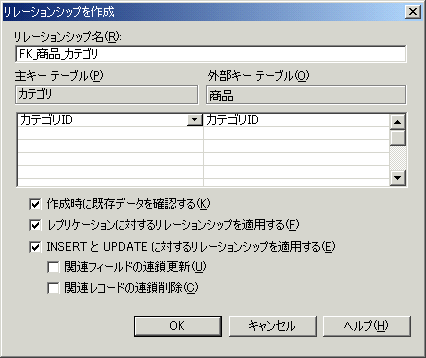 リレーションシップを作成
リレーションシップ名(R):
FK_商品_カテゴリ
主キー テーブル(P)
外部キー テーブル(O)
カテゴリ
商品
カテゴリID
カテゴリID
作成時に既存データを確認する(K)
レプリケーションに対するリレーションシップを適用する(F)
INSERT と UPDATE に対するリレーションシップを適用する(E)
関連フィールドの連鎖更新(U)
関連レコードの連鎖削除(C)
OK
キャンセル
ヘルプ(H)